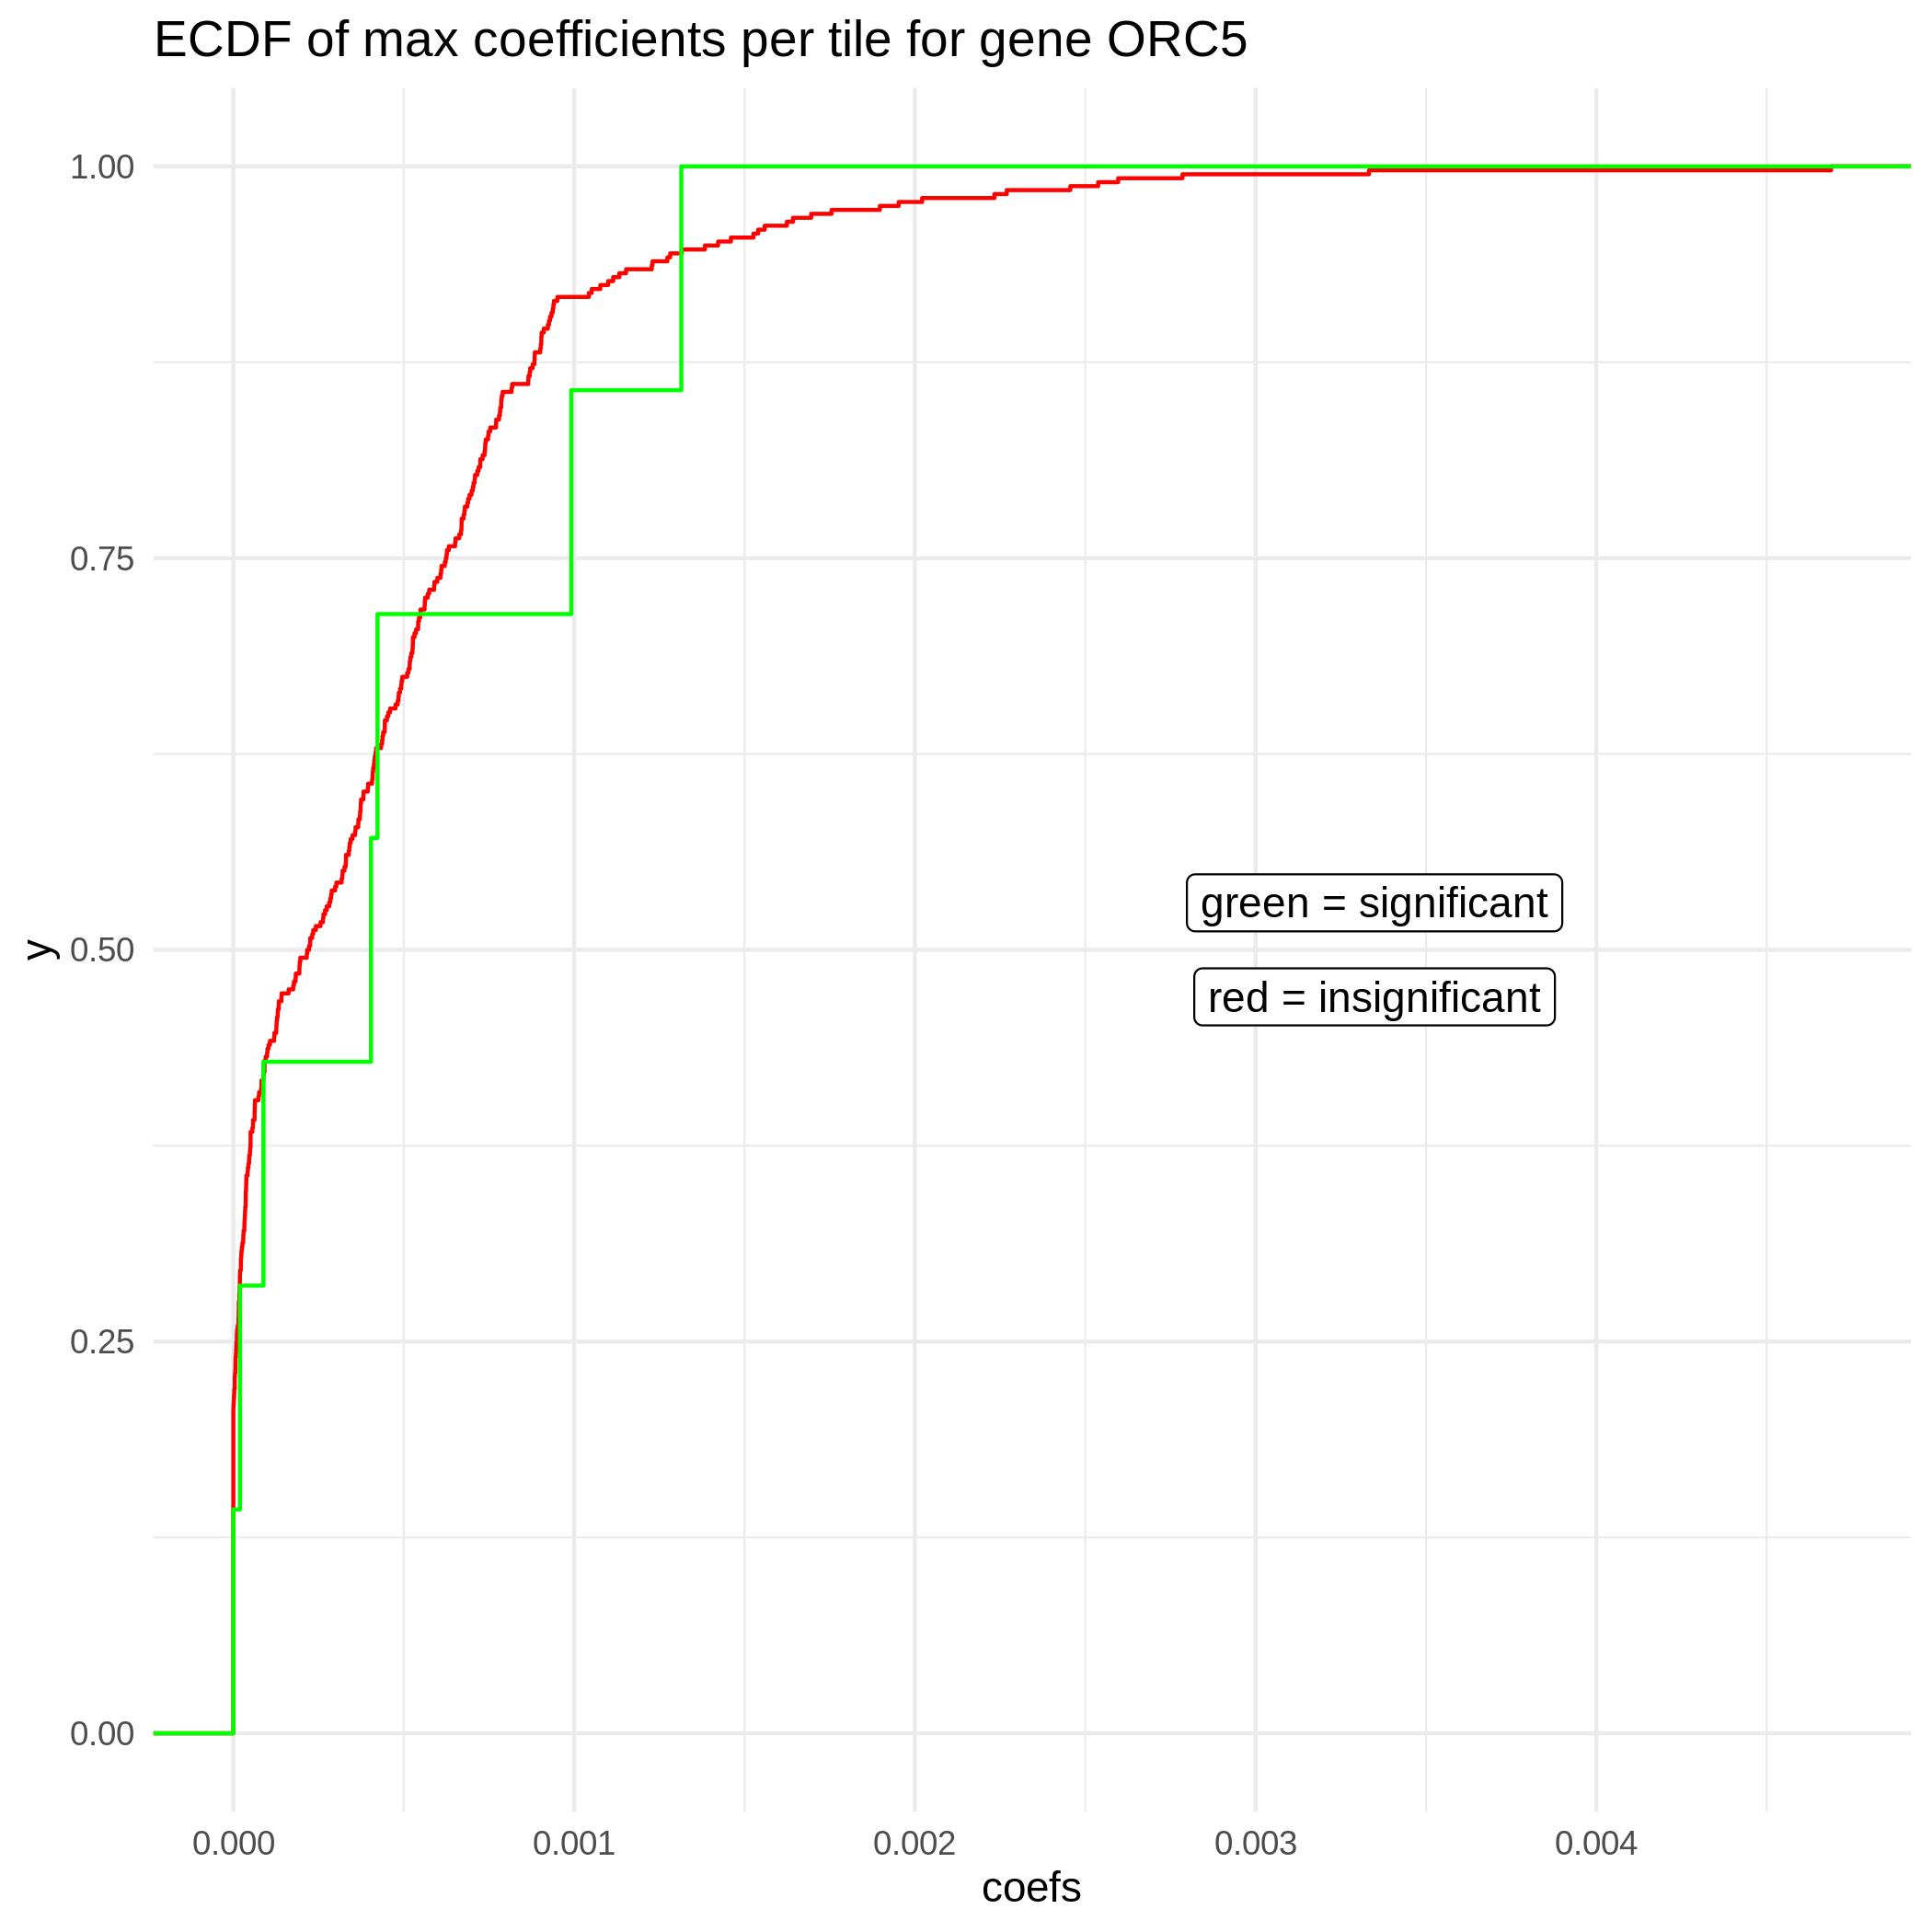 ECDF of max coefficients per tile for gene ORC5
1.00
0.75
0.50
0.25
0.00
y
green = significant
red = insignificant
0.000 0.001 0.002 0.003 0.004
coefs